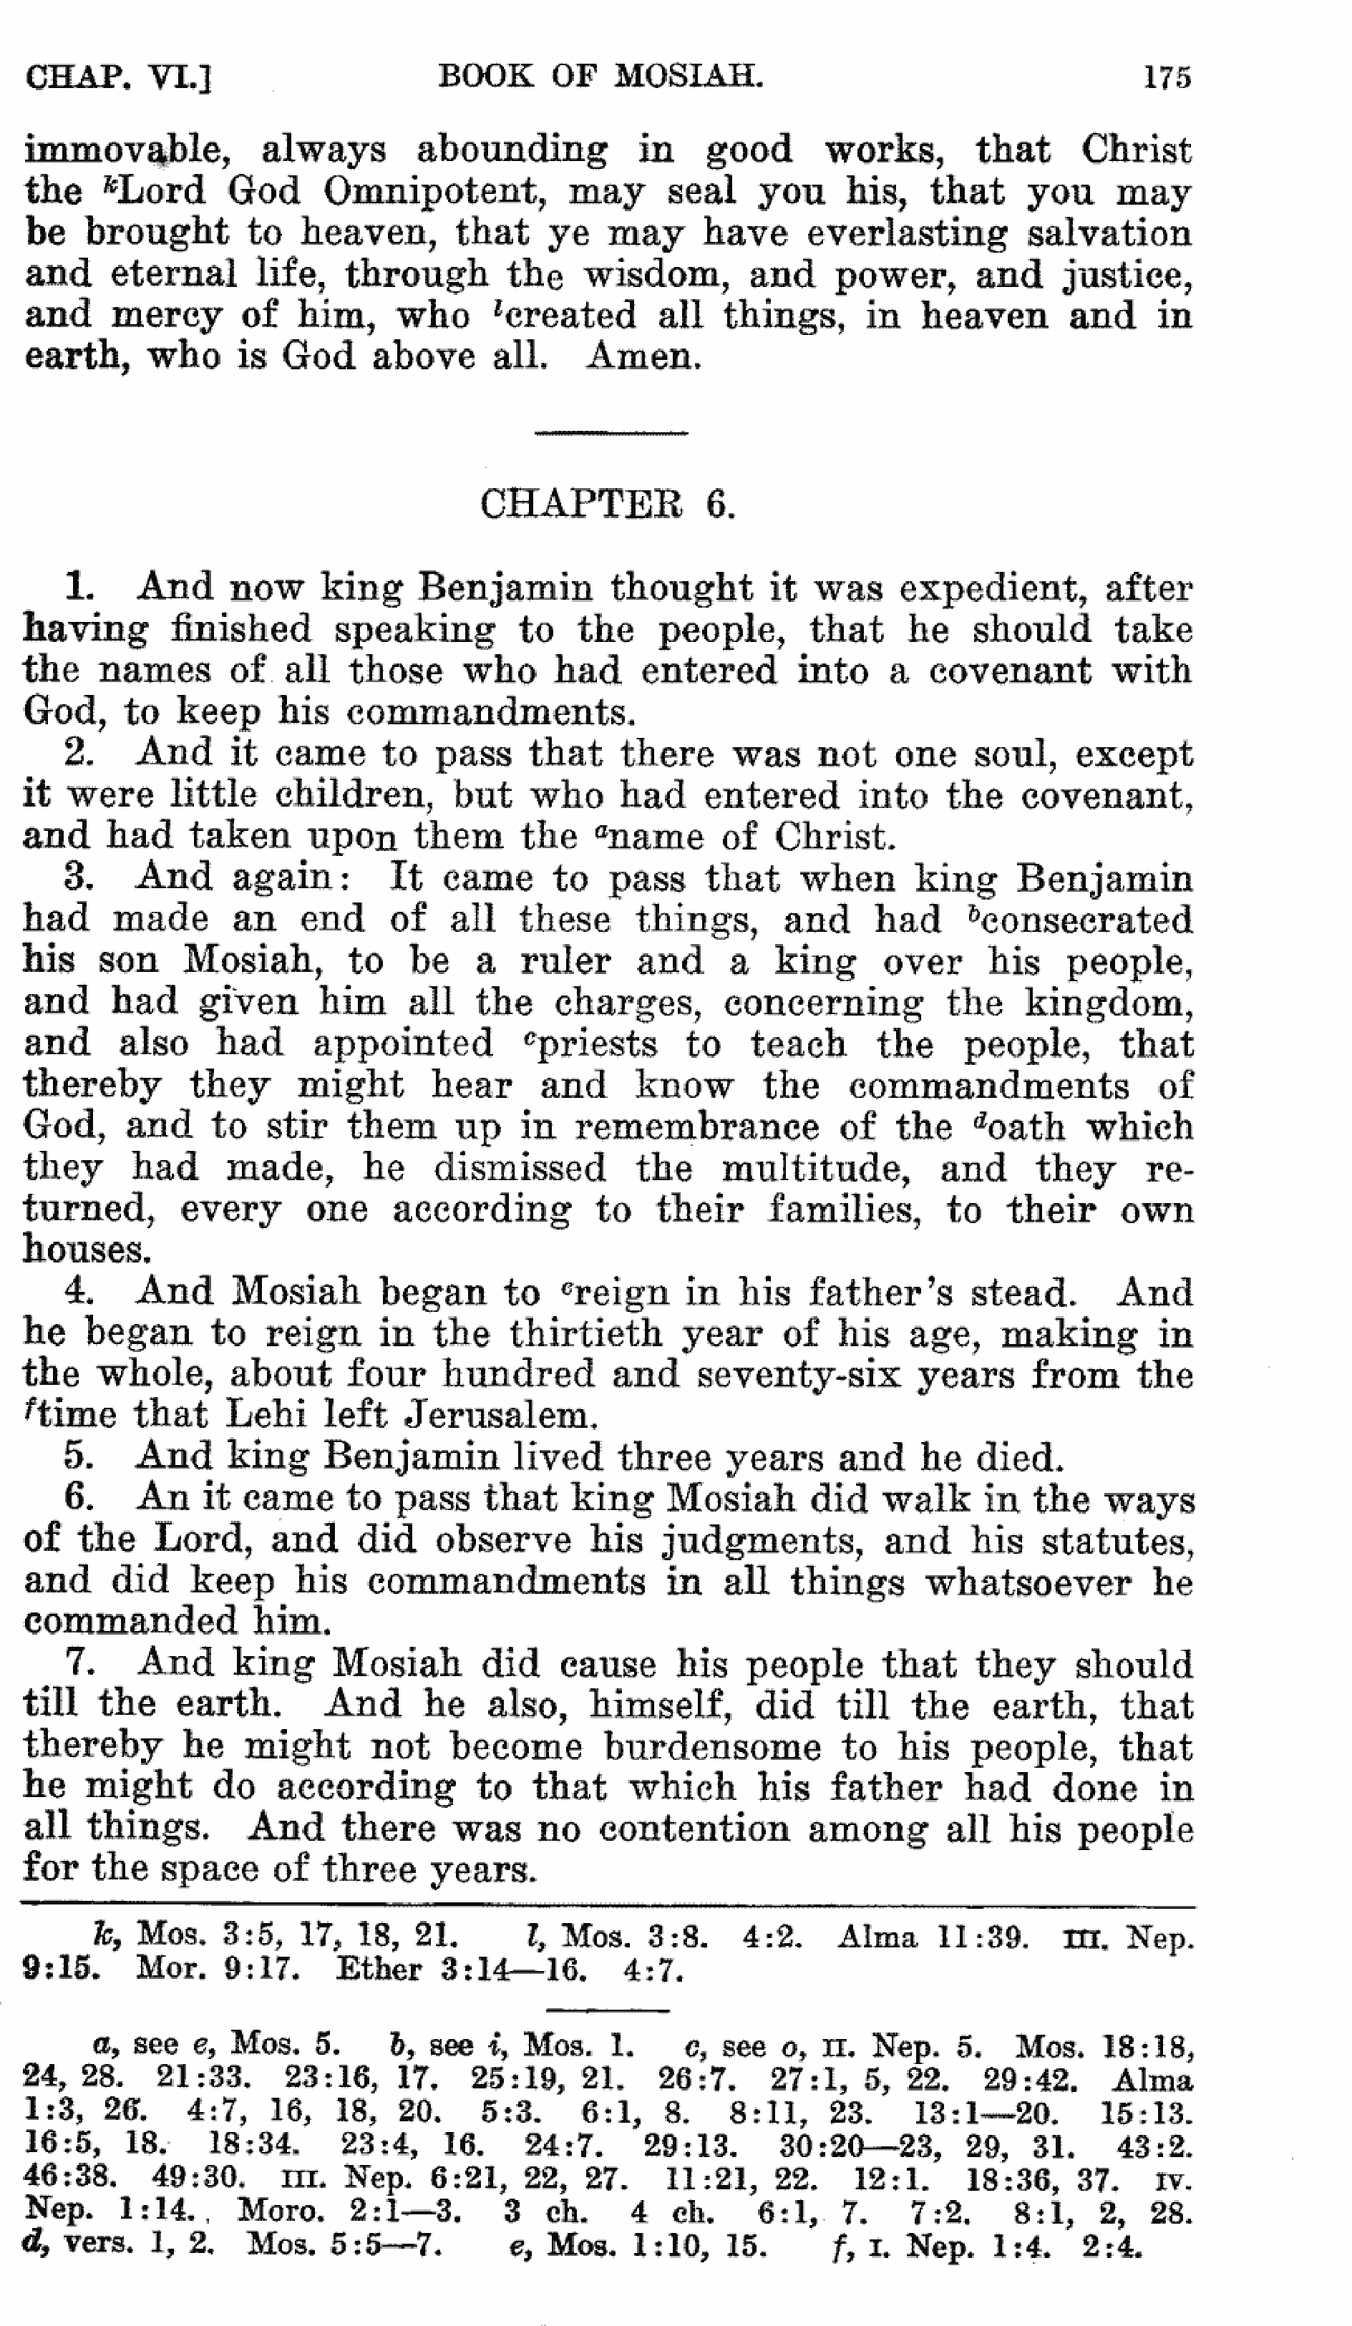 CHAP. VI.] BOOK OF MOSIAH. 175
immovable, always abounding in good works, that Christ
the kLord God Omnipotent, may seal you his, that you may
be brought to heaven, that ye may have everlasting salvation
and eternal life, through the wisdom, and power, and justice,
and mercy of him, who lcreated all things, in heaven and in
earth, who is God above all. Amen.
CHAPTER 6.
1. And now king Benjamin thought it was expedient, after
having finished speaking to the people, that he should take
the names of all those who had entered into a covenant with
God, to keep his commandments.
2. And it came to pass that there was not one soul, except
it were little children, but who had entered into the covenant,
and had taken upon them the aname of Christ.
3. And again: It came to pass that when king Benjamin
had made an end of all these things, and had bconsecrated
his son Mosiah, to be a ruler and a king over his people,
and had given him all the charges, concerning the kingdom,
and also had appointed cpriests to teach the people, that
thereby they might hear and know the commandments of
God, and to stir them up in remembrance of the doath which
they had made, he dismissed the multitude, and they re-
turned, every one according to their families, to their own
houses.
4. And Mosiah began to ereign in his father's stead. And
he began to reign in the thirtieth year of his age, making in
the whole, about four hundred and seventy-six years from the
ftime that Lehi left Jerusalem.
5. And king Benjamin lived three years and he died.
6. An it came to pass that king Mosiah did walk in the ways
of the Lord, and did observe his judgments, and his statutes,
and did keep his commandments in all things whatsoever he
commanded him.
7. And king Mosiah did cause his people that they should
till the earth. And he also, himself, did till the earth, that
thereby he might not become burdensome to his people, that
he might do according to that which his father had done in
all things. And there was no contention among all his people
for the space of three years.
k, Mos. 3:5, 17, 18, 21. l, Mos. 3:8. 4:2. Alma 11:39. III. Nep.
9:15. Mor. 9:17. Ether 3:14—16. 4:7.
a, see e, Mos. 5. b, see i, Mos. 1. c, see o, II. Nep. 5. Mos. 18:18,
24, 28. 21:33. 23:16, 17. 25:19, 21. 26:7. 27:1, 5, 22. 29:42. Alma
1:3, 26. 4:7, 16, 18, 20. 5:3. 6:1, 8. 8:11, 23. 13:1—20. 15:13.
16:5, 18. 18:34. 23:4, 16. 24:7. 29:13. 30:20—23, 29, 31. 43:2.
46:38. 49:30. III. Nep. 6:21, 22, 27. 11:21, 22. 12:1. 18:36, 37. IV.
Nep. 1:14. Moro. 2:1—3. 3 ch. 4 ch. 6:1, 7. 7:2. 8:1, 2, 28.
d, vers. 1, 2. Mos. 5:5—7. e, Mos. 1:10, 15. f, I. Nep. 1:4. 2:4.